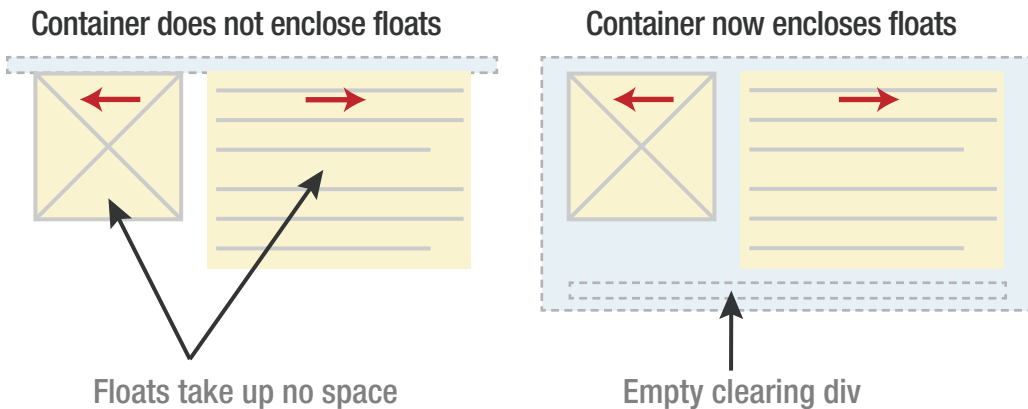 Container does not enclose floats
Container now encloses floats
Floats take up no space
Empty clearing div